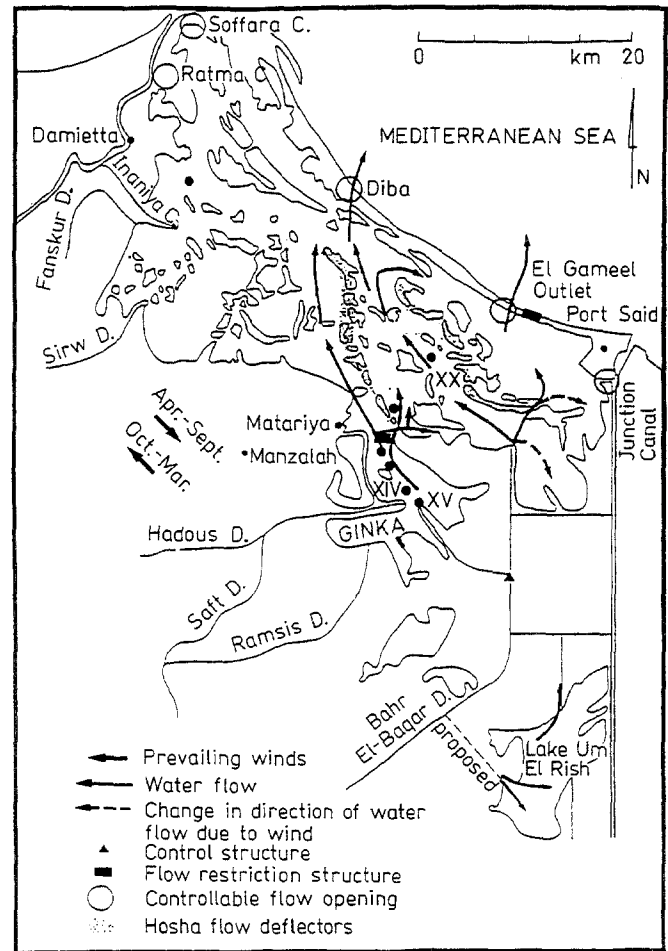 Soffara C.
0 km 20
Ratma C.
MEDITERRANEAN SEA
N
Damietta
Inaniya C.
Diba
Fanskur D.
El Gameel
Outlet
Port Said
Sirw D.
XX
Junction
Canal
Apr.-Sept.
Oct.-Mar.
Matariya
Manzalah
XIV
XV
Hadous D.
GINKA
Saft D.
Ramsis D.
Bahr
El-Baqar D.
proposed
Lake Um
El Rish
Prevailing winds
Water flow
Change in direction of water
flow due to wind
Control structure
Flow restriction structure
Controllable flow opening
Hosha flow deflectors